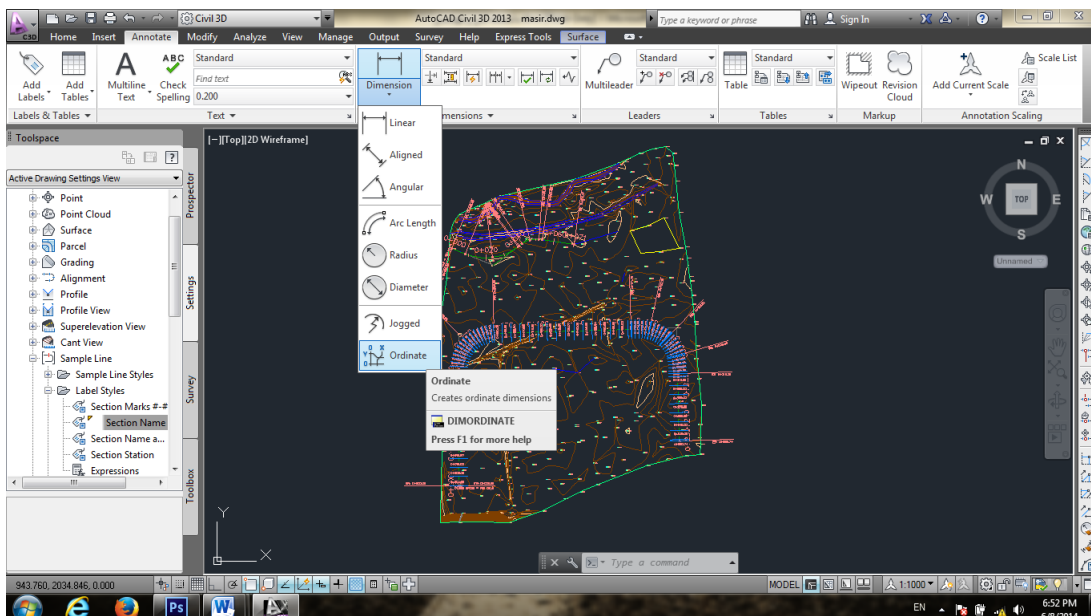 Civil 3D
AutoCAD Civil 3D 2013 masir.dwg
Type a keyword or phrase
Sign In
C3D
Home Insert Annotate Modify Analyze View Manage Output Survey Help Express Tools Surface
Add Labels
Add Tables
Multiline Text
ABC
Check Spelling
Standard
Find text
0.200
Dimension
Standard
Multileader
Standard
Table
Standard
Wipeout
Revision Cloud
Add Current Scale
Scale List
Labels & Tables
Text
mensions
Leaders
Tables
Markup
Annotation Scaling
Linear
Aligned
Angular
Arc Length
Radius
Diameter
Jogged
Ordinate
Ordinate
Creates ordinate dimensions
DIMORDINATE
Press F1 for more help
Toolspace
Active Drawing Settings View
Point
Point Cloud
Surface
Parcel
Grading
Alignment
Profile
Profile View
Superelevation View
Cant View
Sample Line
Sample Line Styles
Label Styles
Section Marks #-#
Section Name
Section Name a...
Section Station
Expressions
Prospector
Settings
Survey
Toolbox
[−][Top][2D Wireframe]
N
W TOP E
S
Unnamed
Y
X
Type a command
943.760, 2034.846, 0.000
MODEL
1:1000
Ps
W
EN
6:52 PM